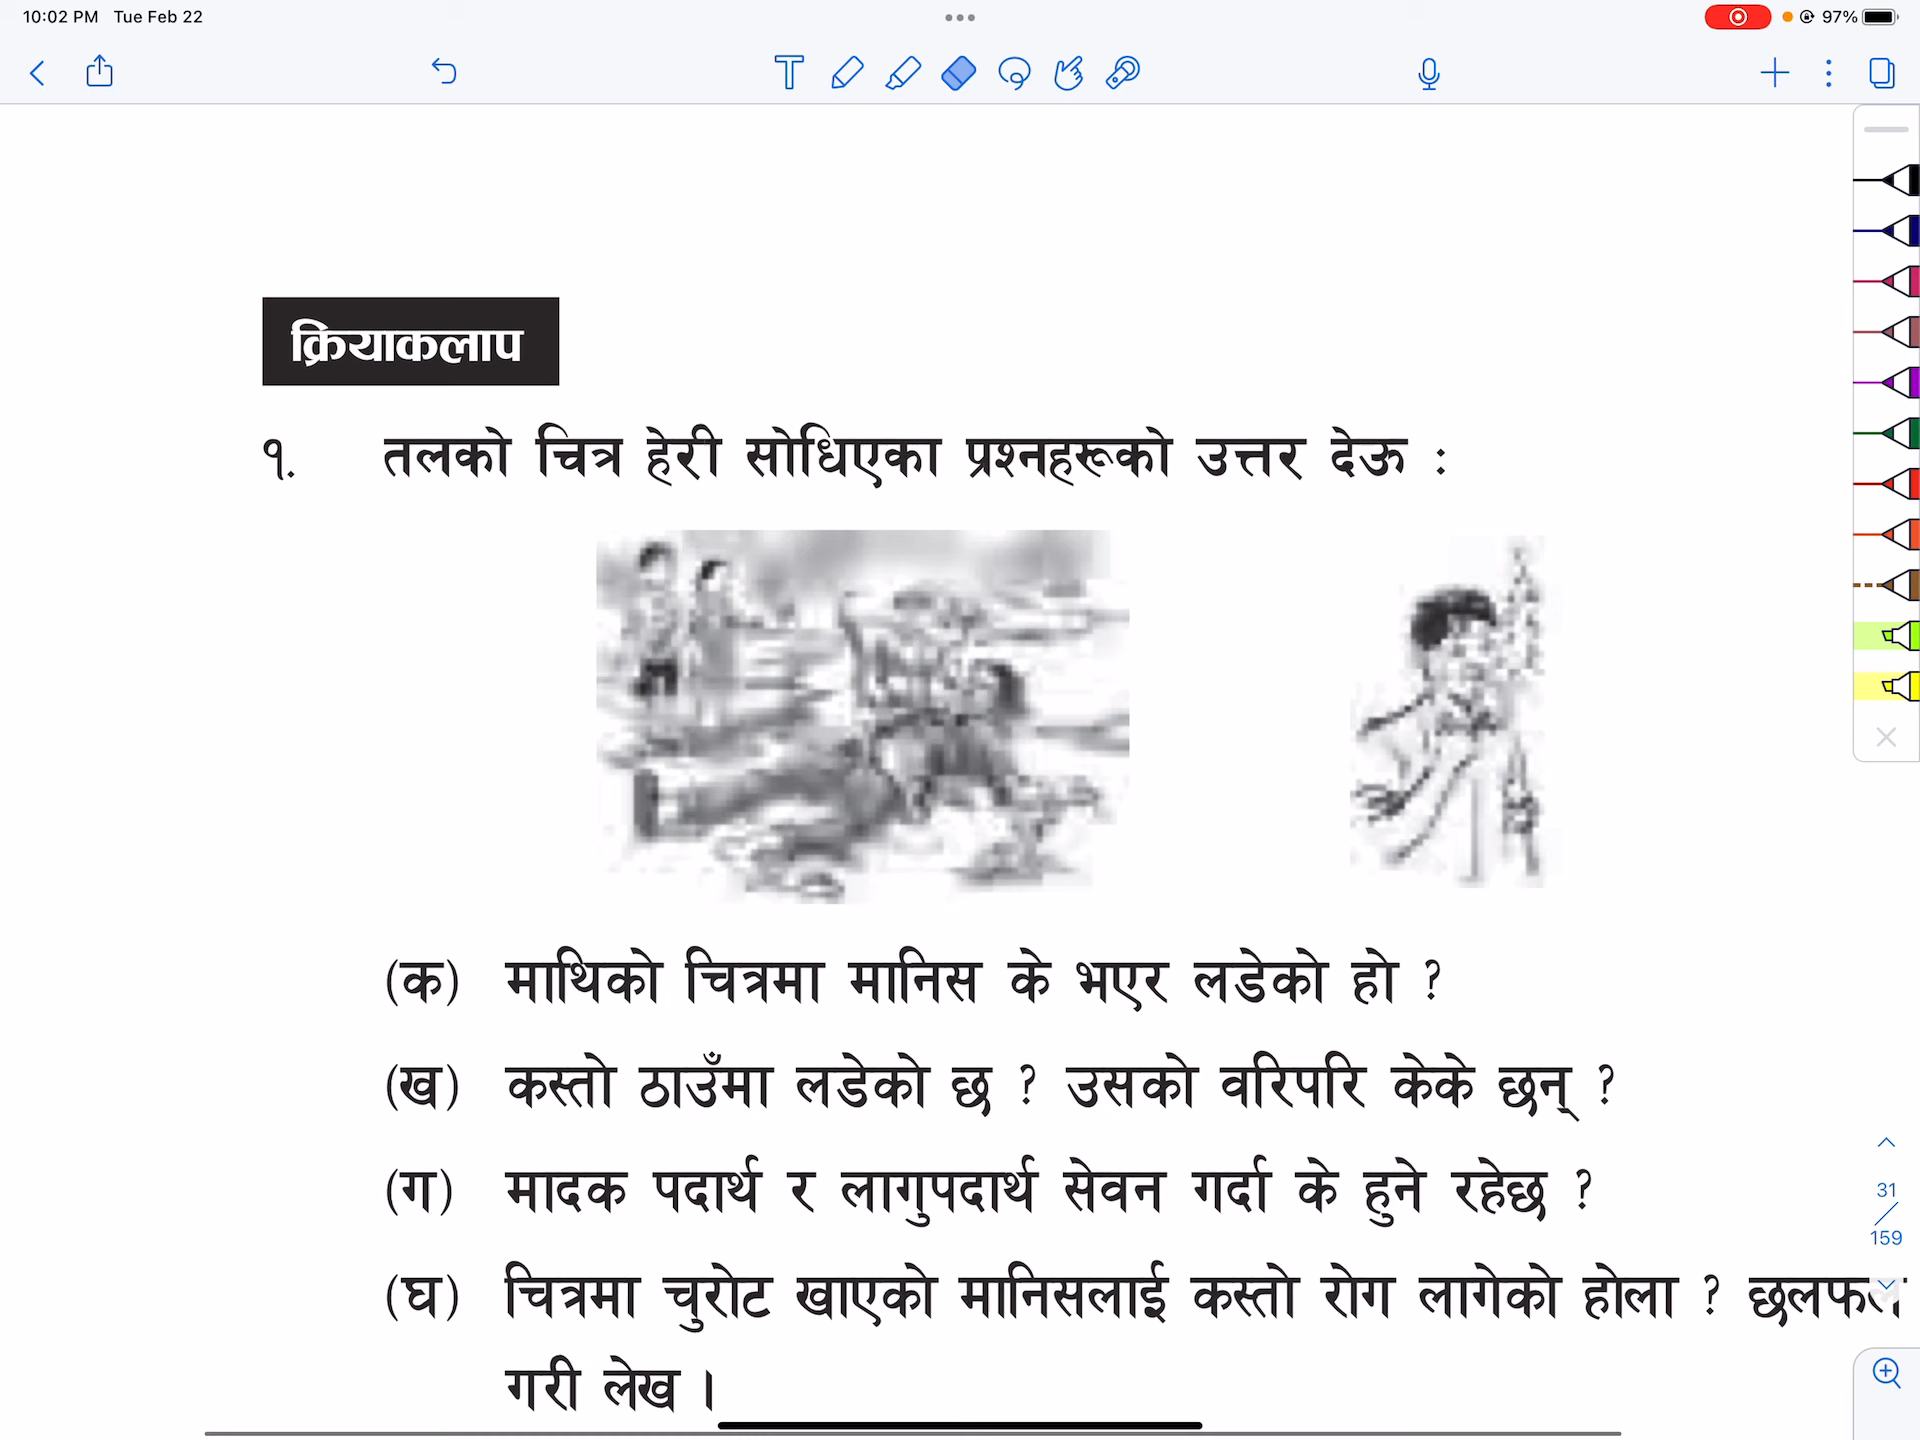 10:02 PM Tue Feb 22 97%
क्रियाकलाप
१. तलको चित्र हेरी सोधिएका प्रश्नहरूको उत्तर देऊ :
(क) माथिको चित्रमा मानिस के भएर लडेको हो ?
(ख) कस्तो ठाउँमा लडेको छ ? उसको वरिपरि केके छन् ?
(ग) मादक पदार्थ र लागुपदार्थ सेवन गर्दा के हुने रहेछ ?
(घ) चित्रमा चुरोट खाएको मानिसलाई कस्तो रोग लागेको होला ? छलफल
गरी लेख ।
31
159